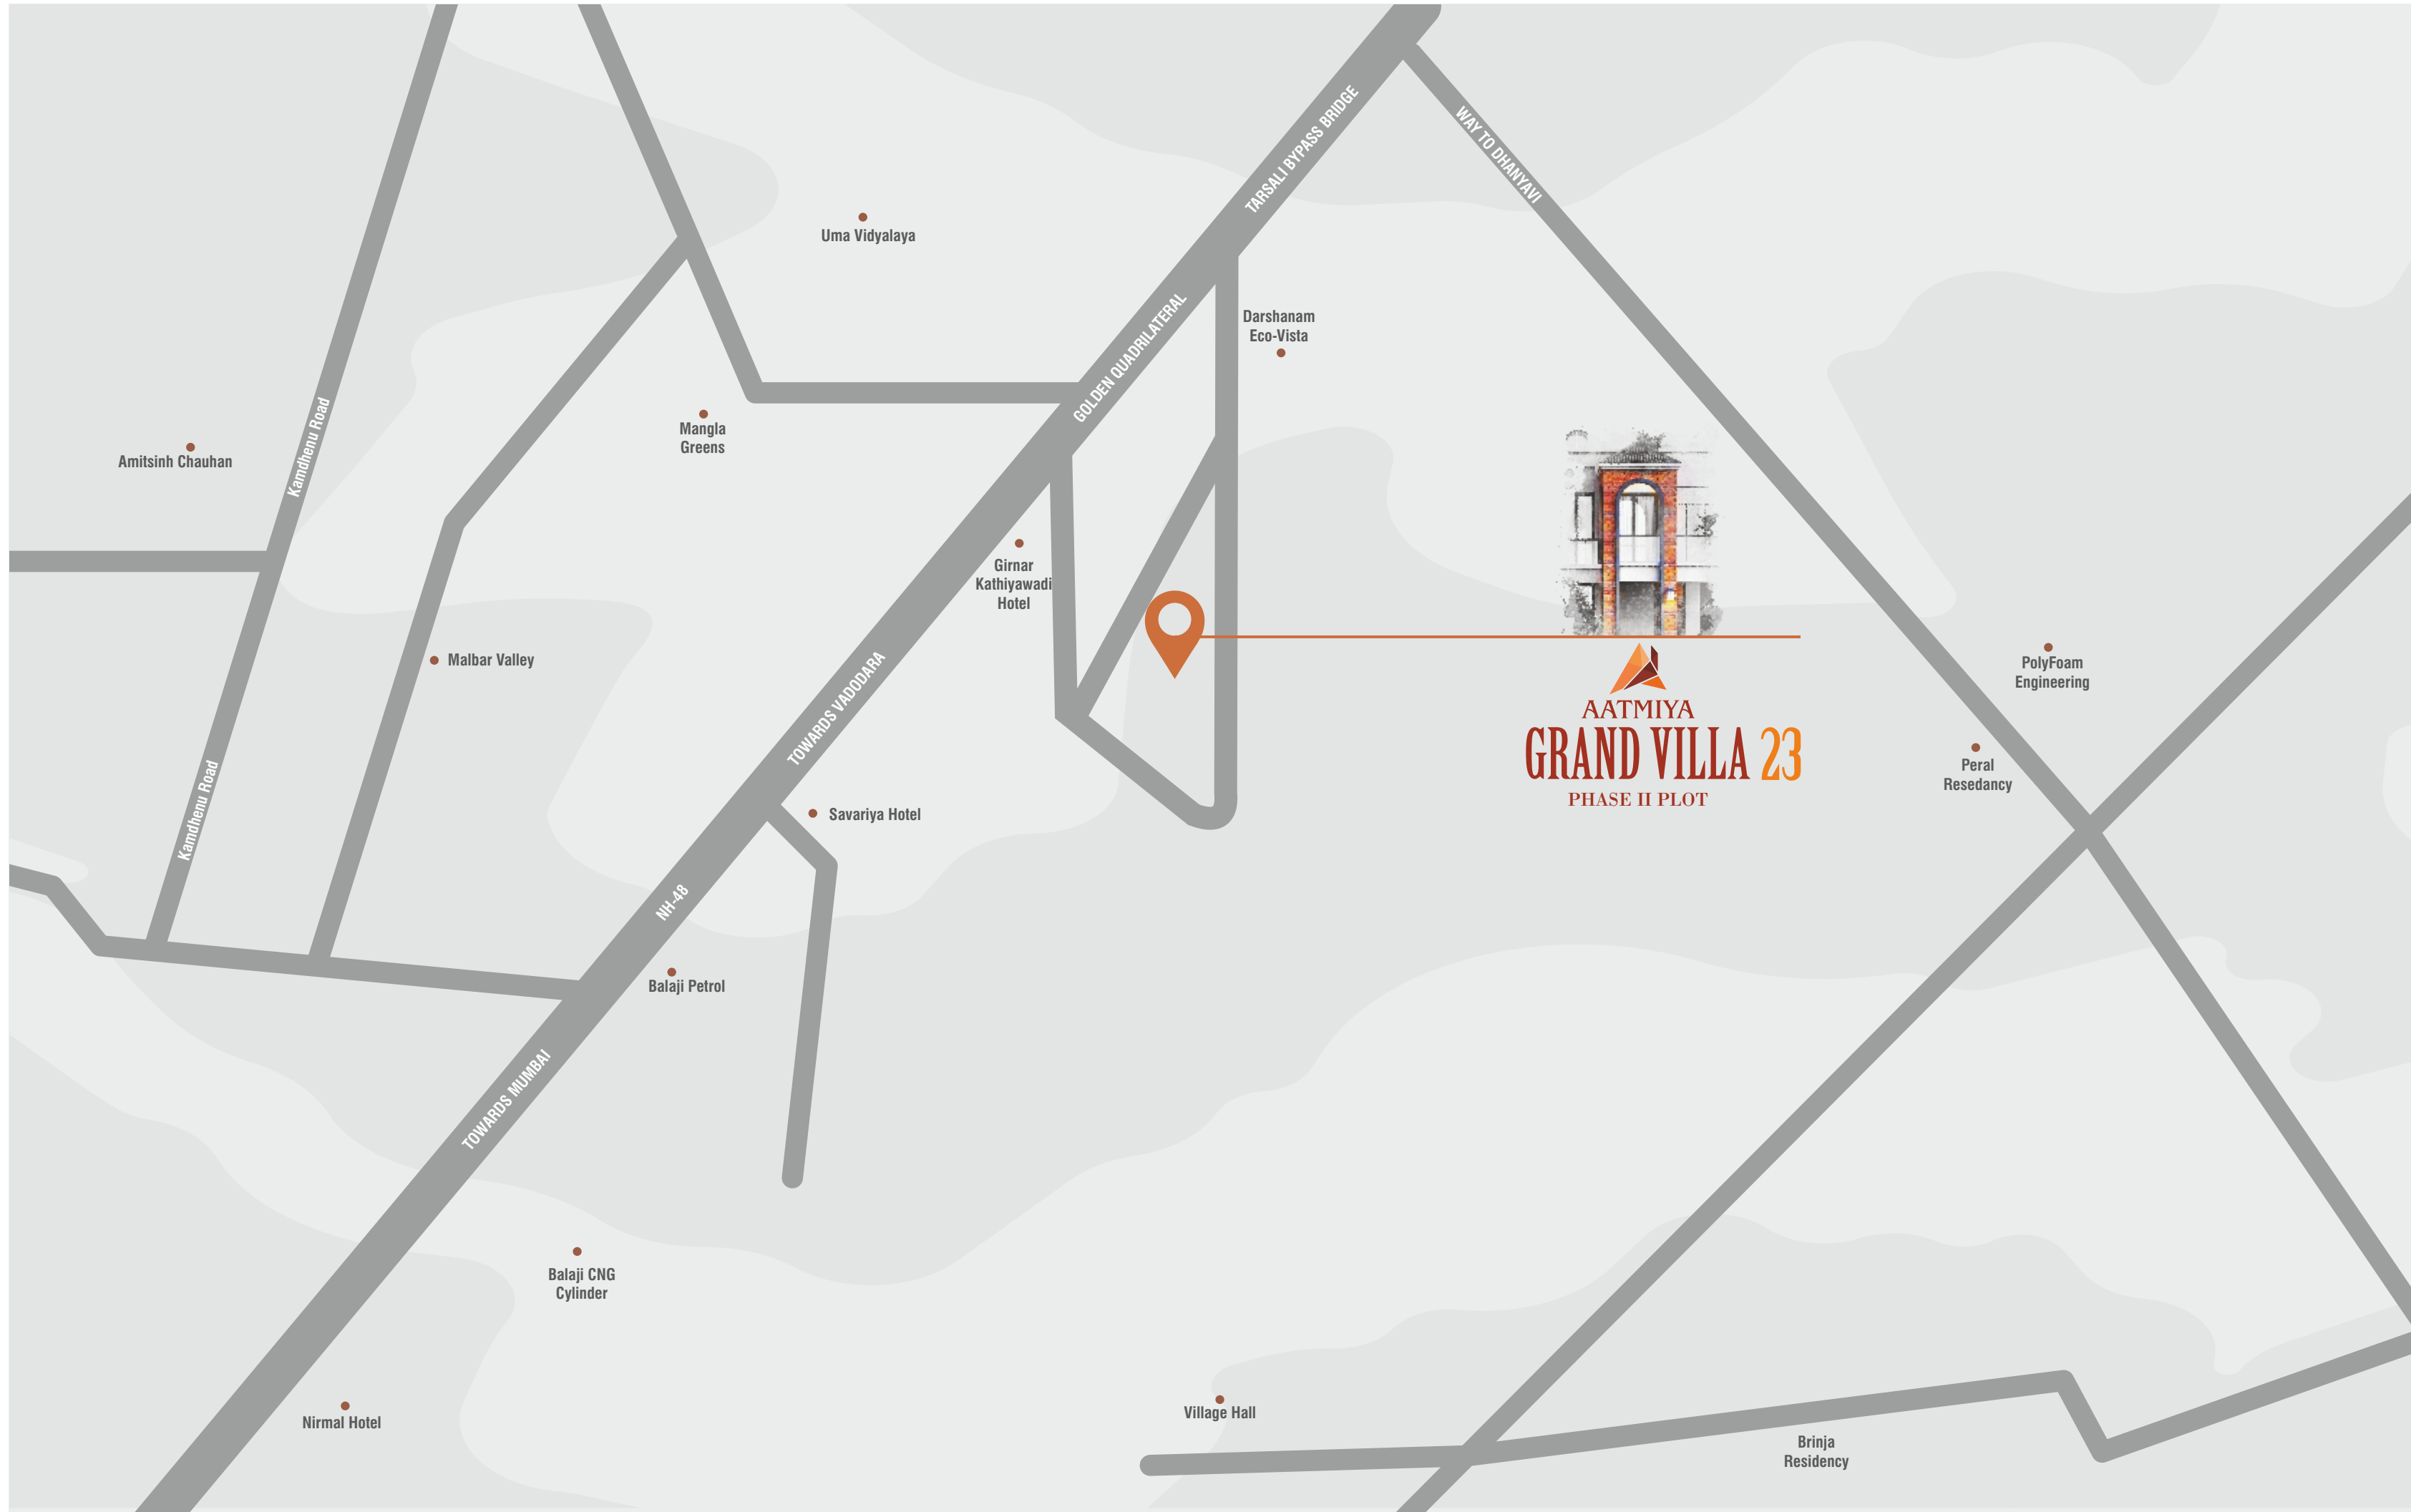 TARSALI BYPASS BRIDGE
WAY TO DHANYAVI
Uma Vidyalaya
GOLDEN QUADRILATERAL
Darshanam
Eco-Vista
Kamdhenu Road
Mangla
Greens
Amitsinh Chauhan
Girnar
Kathiyawadi
Hotel
Malbar Valley
TOWARDS VADODARA
AATMIYA
GRAND VILLA 23
PHASE II PLOT
PolyFoam
Engineering
Peral
Resedancy
Kamdhenu Road
Savariya Hotel
NH-48
Balaji Petrol
TOWARDS MUMBAI
Balaji CNG
Cylinder
Nirmal Hotel
Village Hall
Brinja
Residency